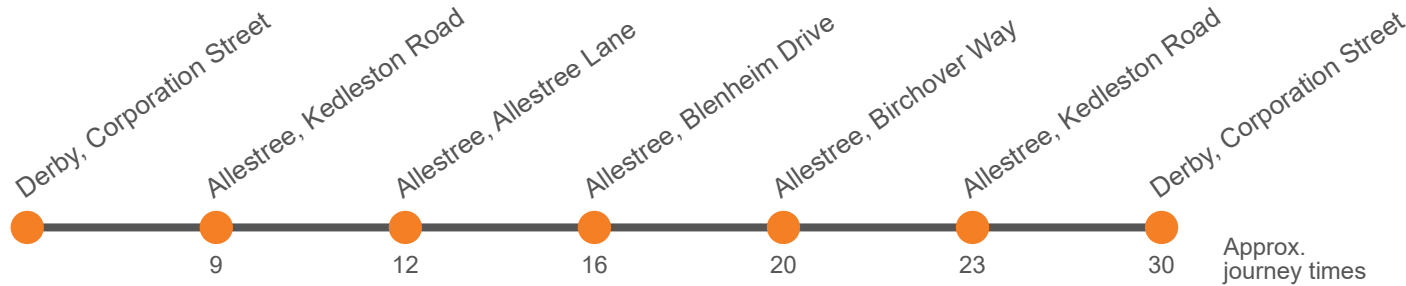 Derby, Corporation Street
Allestree, Kedleston Road
Allestree, Allestree Lane
Allestree, Blenheim Drive
Allestree, Birchover Way
Allestree, Kedleston Road
Derby, Corporation Street
9
12
16
20
23
30
Approx.
journey times